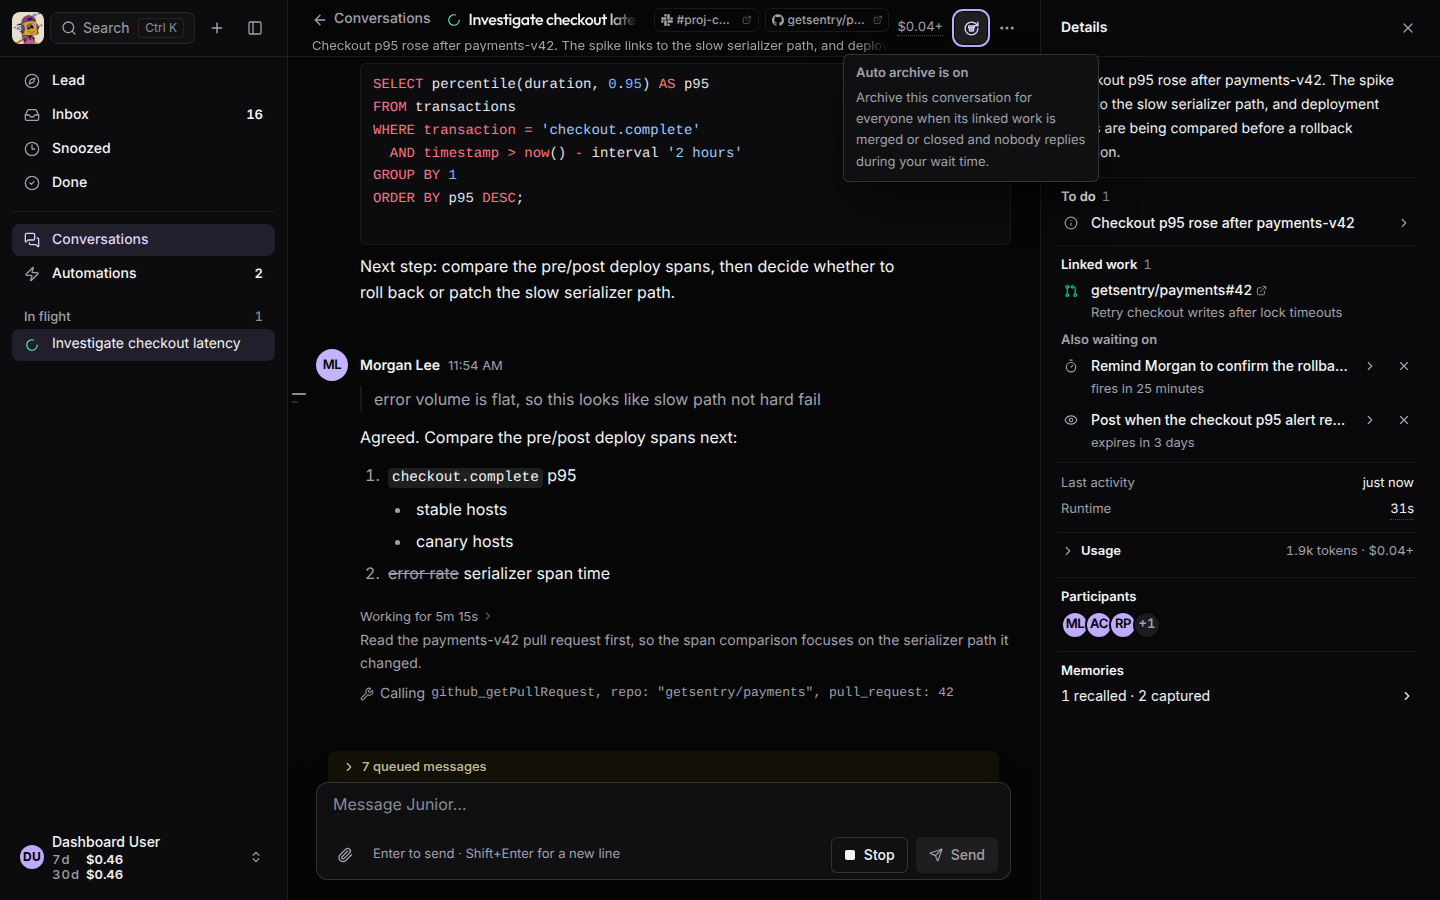 Search Ctrl K
Lead
Inbox 16
Snoozed
Done
Conversations
Automations 2
In flight 1
Investigate checkout latency
DU Dashboard User
7d $0.46
30d $0.46
Conversations Investigate checkout late #proj-c... getsentry/p... $0.04+
Checkout p95 rose after payments-v42. The spike links to the slow serializer path, and deplo
Auto archive is on
Archive this conversation for
everyone when its linked work is
merged or closed and nobody replies
during your wait time.
SELECT percentile(duration, 0.95) AS p95
FROM transactions
WHERE transaction = 'checkout.complete'
AND timestamp > now() - interval '2 hours'
GROUP BY 1
ORDER BY p95 DESC;
Next step: compare the pre/post deploy spans, then decide whether to
roll back or patch the slow serializer path.
ML Morgan Lee 11:54 AM
error volume is flat, so this looks like slow path not hard fail
Agreed. Compare the pre/post deploy spans next:
1. checkout.complete p95
• stable hosts
• canary hosts
2. error rate serializer span time
Working for 5m 15s
Read the payments-v42 pull request first, so the span comparison focuses on the serializer path it
changed.
Calling github_getPullRequest, repo: "getsentry/payments", pull_request: 42
7 queued messages
Message Junior...
Enter to send · Shift+Enter for a new line
Stop
Send
Details
kout p95 rose after payments-v42. The spike
o the slow serializer path, and deployment
s are being compared before a rollback
on.
To do 1
Checkout p95 rose after payments-v42
Linked work 1
getsentry/payments#42
Retry checkout writes after lock timeouts
Also waiting on
Remind Morgan to confirm the rollba...
fires in 25 minutes
Post when the checkout p95 alert re...
expires in 3 days
Last activity just now
Runtime 31s
Usage 1.9k tokens · $0.04+
Participants
ML AC RP +1
Memories
1 recalled · 2 captured